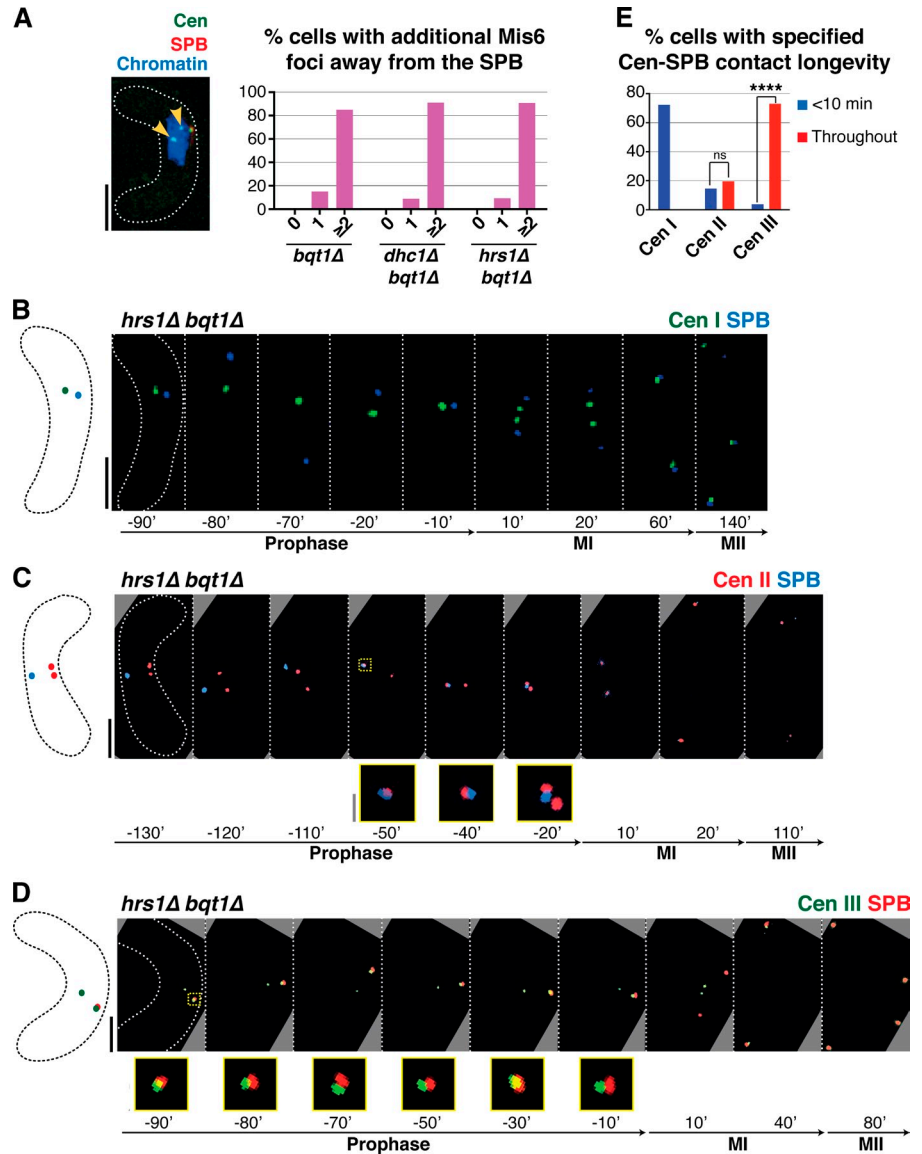 A
Cen
SPB
Chromatin
% cells with additional Mis6
foci away from the SPB
100
80
60
40
20
0
0 1 ≥2 0 1 ≥2 0 1 ≥2
bqt1Δ dhc1Δ hrs1Δ
bqt1Δ bqt1Δ
E
% cells with specified
Cen-SPB contact longevity
80
60
40
20
0
ns
****
<10 min
Throughout
Cen I Cen II Cen III
B
hrs1Δ bqt1Δ
Cen I SPB
-90’ -80’ -70’ -20’ -10’ 10’ 20’ 60’ 140’
Prophase MI MII
C
hrs1Δ bqt1Δ
Cen II SPB
-130’ -120’ -110’ -50’ -40’ -20’ 10’ 20’ 110’
Prophase MI MII
D
hrs1Δ bqt1Δ
Cen III SPB
-90’ -80’ -70’ -50’ -30’ -10’ 10’ 40’ 80’
Prophase MI MII